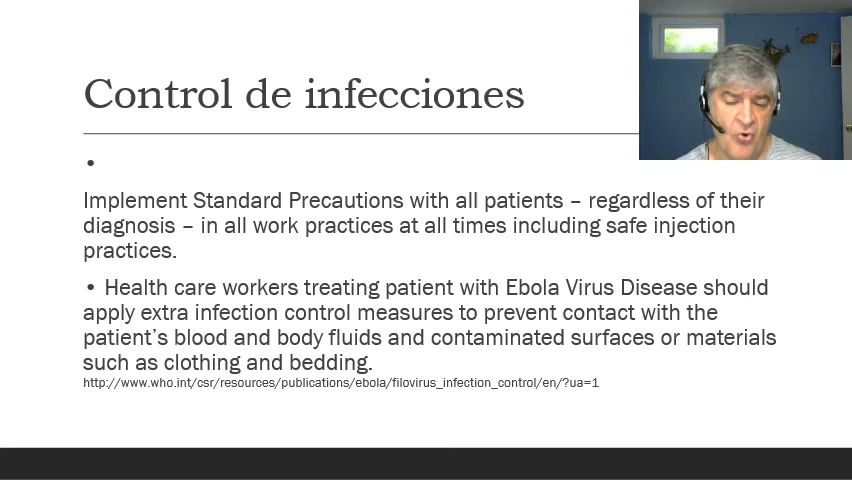 Control de infecciones
•
Implement Standard Precautions with all patients – regardless of their
diagnosis – in all work practices at all times including safe injection
practices.
• Health care workers treating patient with Ebola Virus Disease should
apply extra infection control measures to prevent contact with the
patient’s blood and body fluids and contaminated surfaces or materials
such as clothing and bedding.
http://www.who.int/csr/resources/publications/ebola/filovirus_infection_control/en/?ua=1